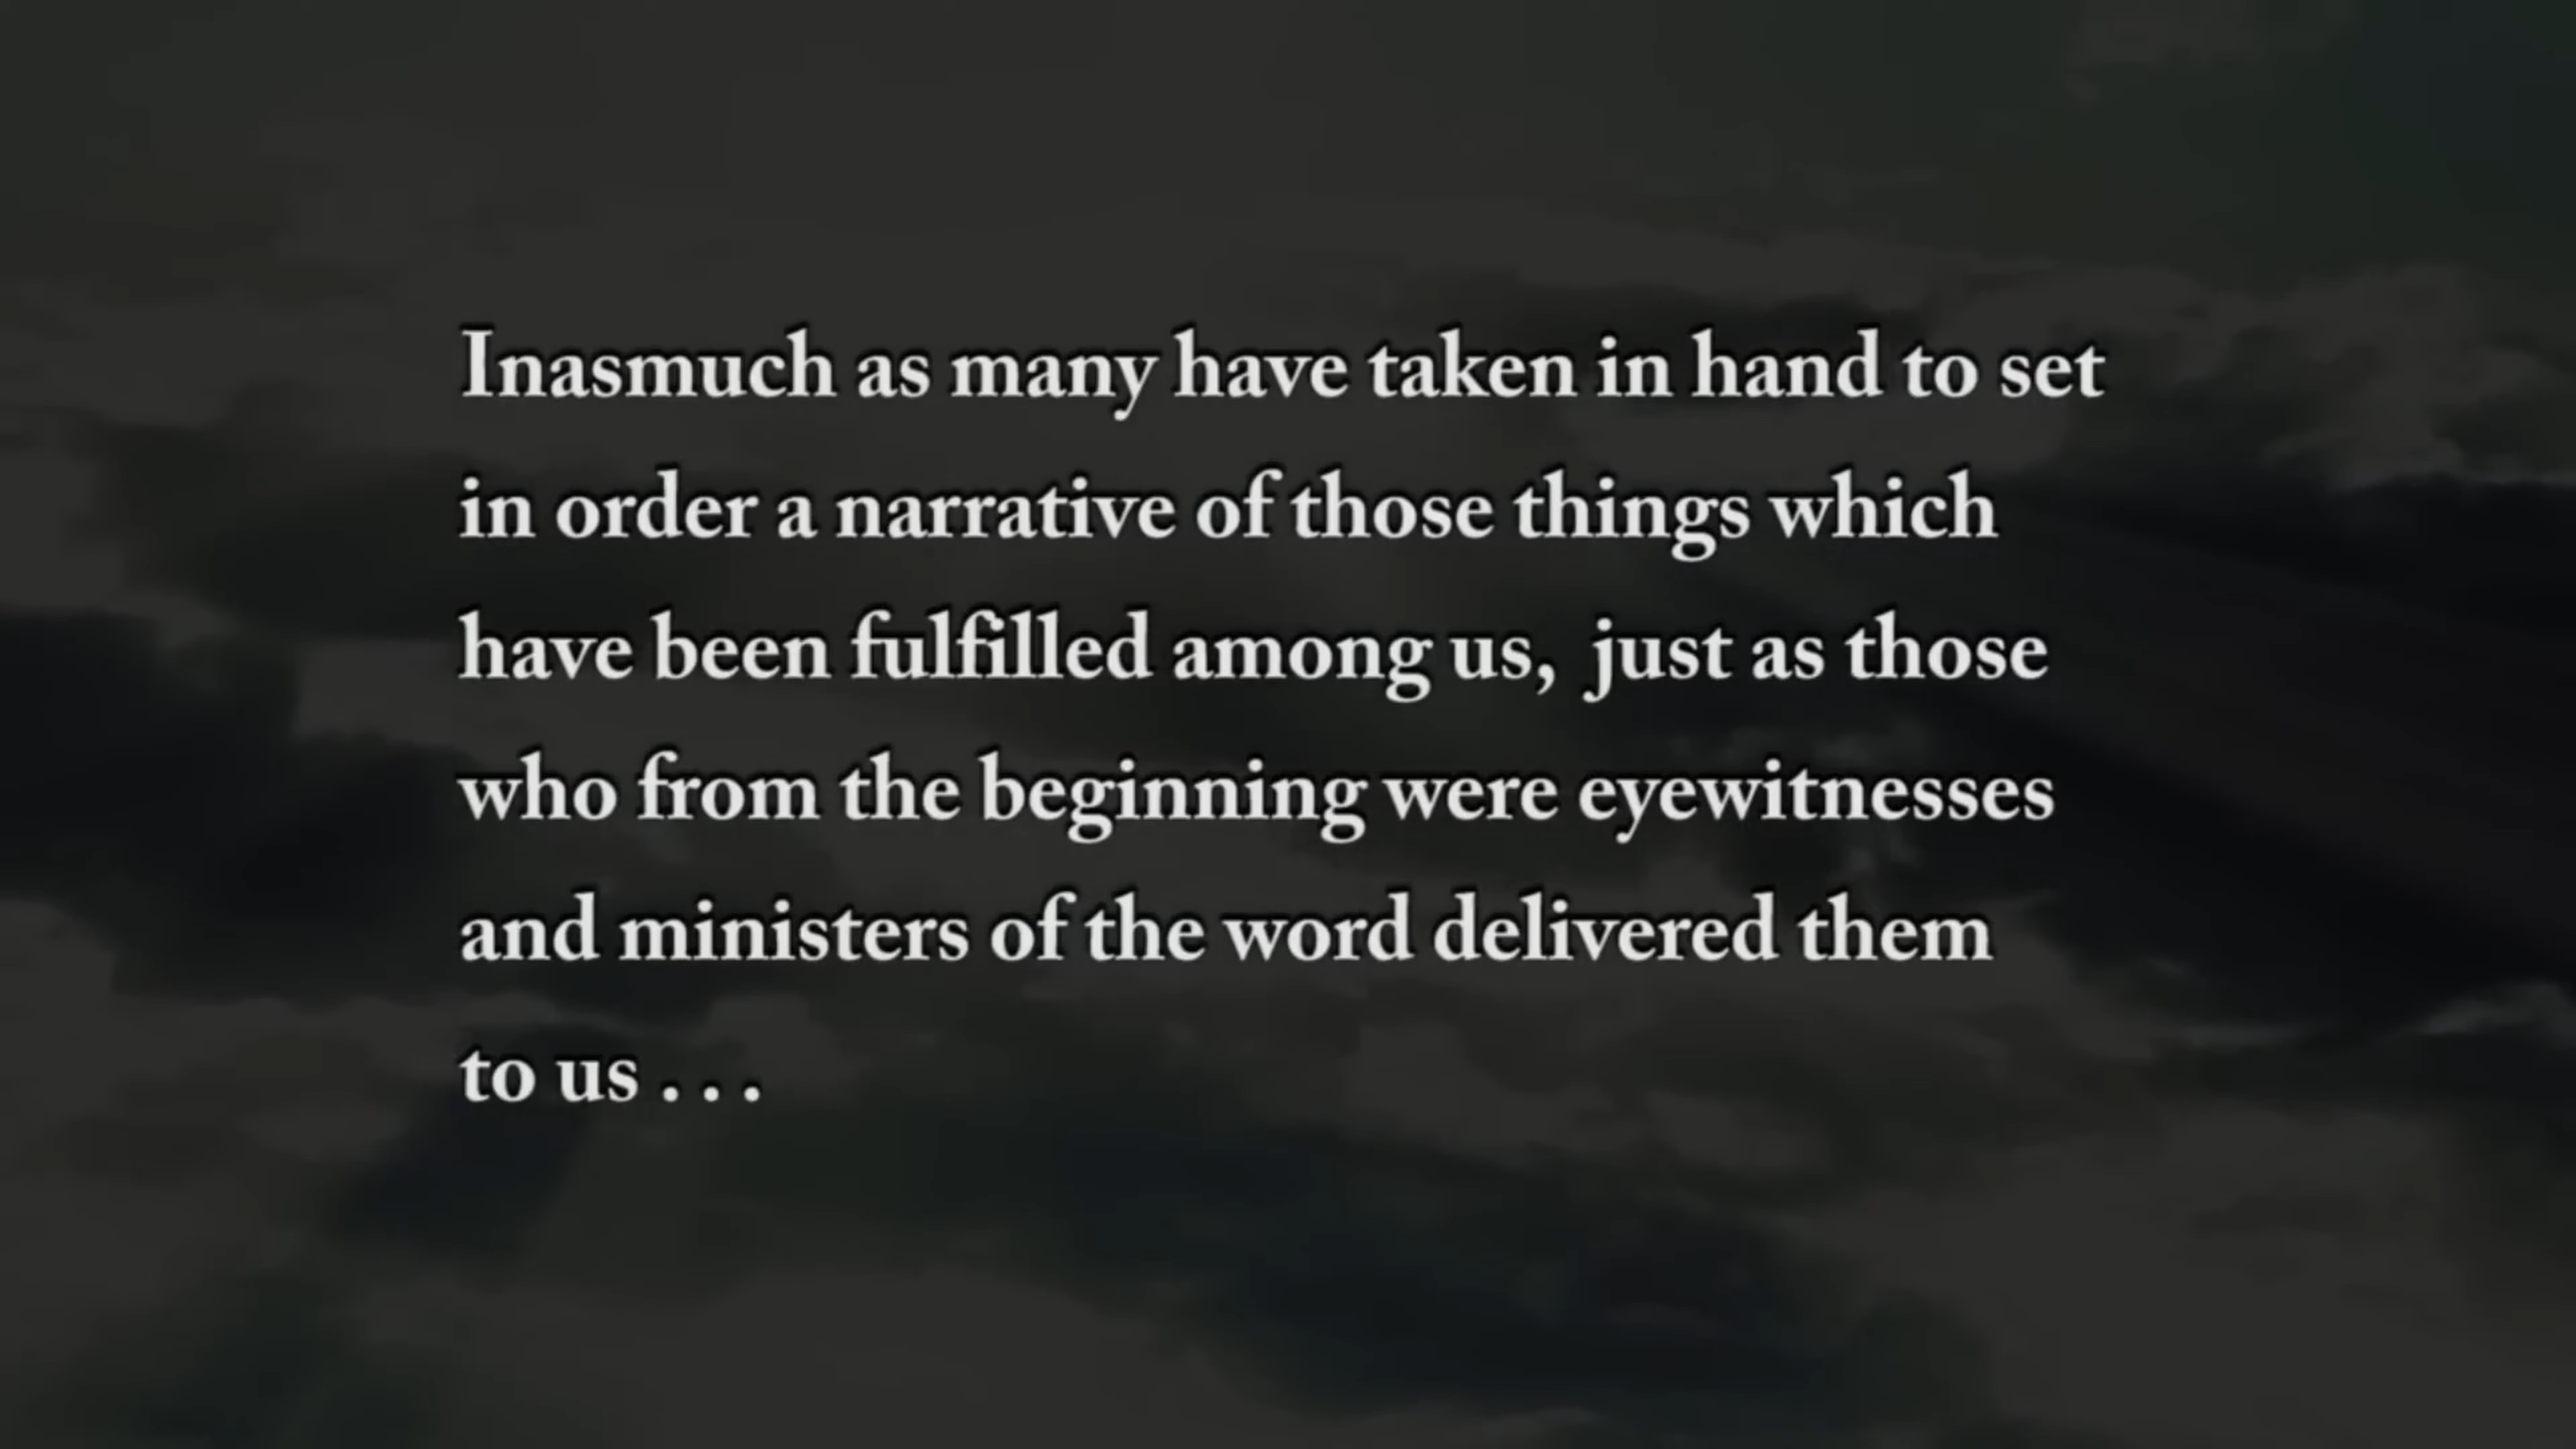 Inasmuch as many have taken in hand to set
in order a narrative of those things which
have been fulfilled among us, just as those
who from the beginning were eyewitnesses
and ministers of the word delivered them
to us . . .